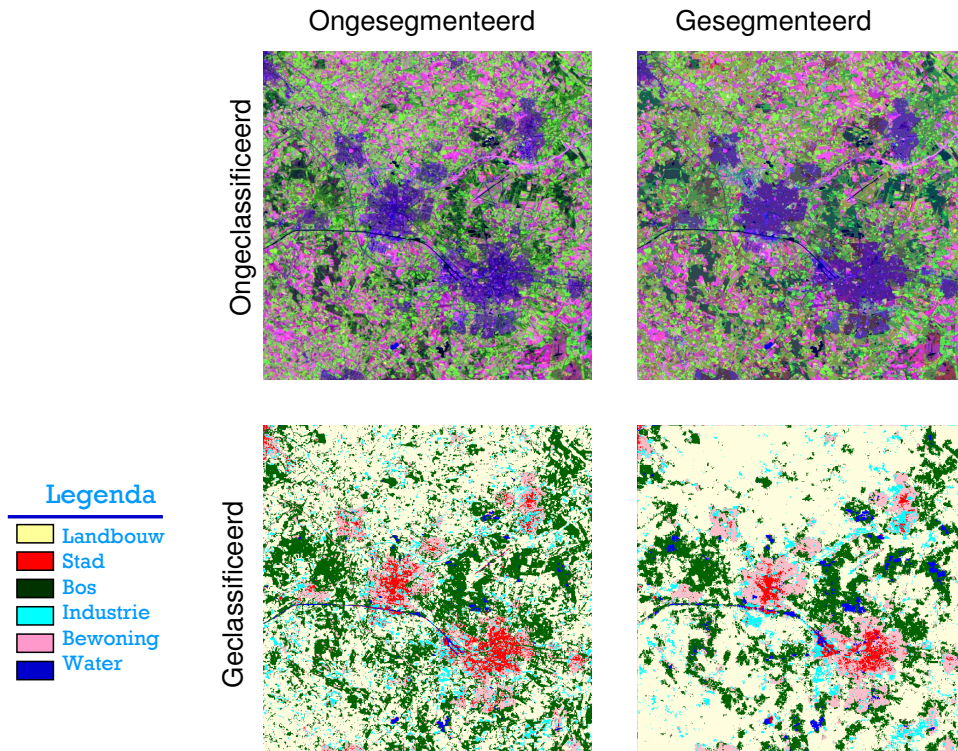 Ongesegmenteerd
Gesegmenteerd
Ongeclassificeerd
Geclassificeerd
Legenda
Landbouw
Stad
Bos
Industrie
Bewoning
Water